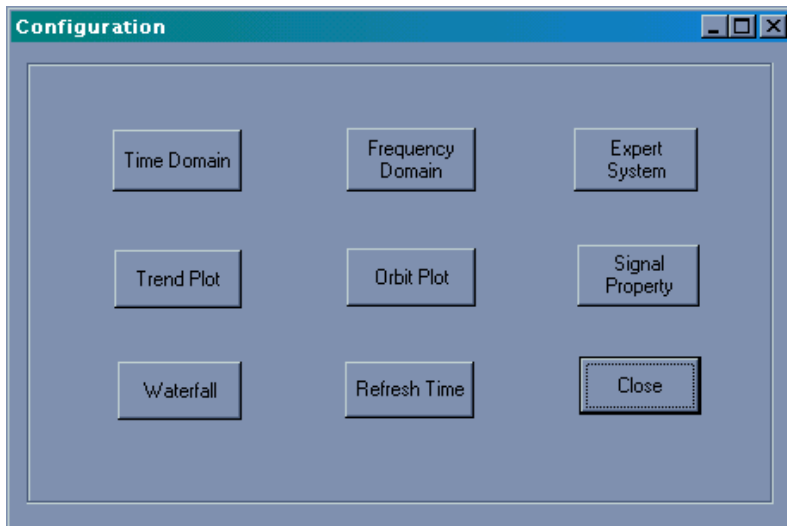 Configuration
Time Domain
Frequency
Domain
Expert
System
Trend Plot
Orbit Plot
Signal
Property
Waterfall
Refresh Time
Close